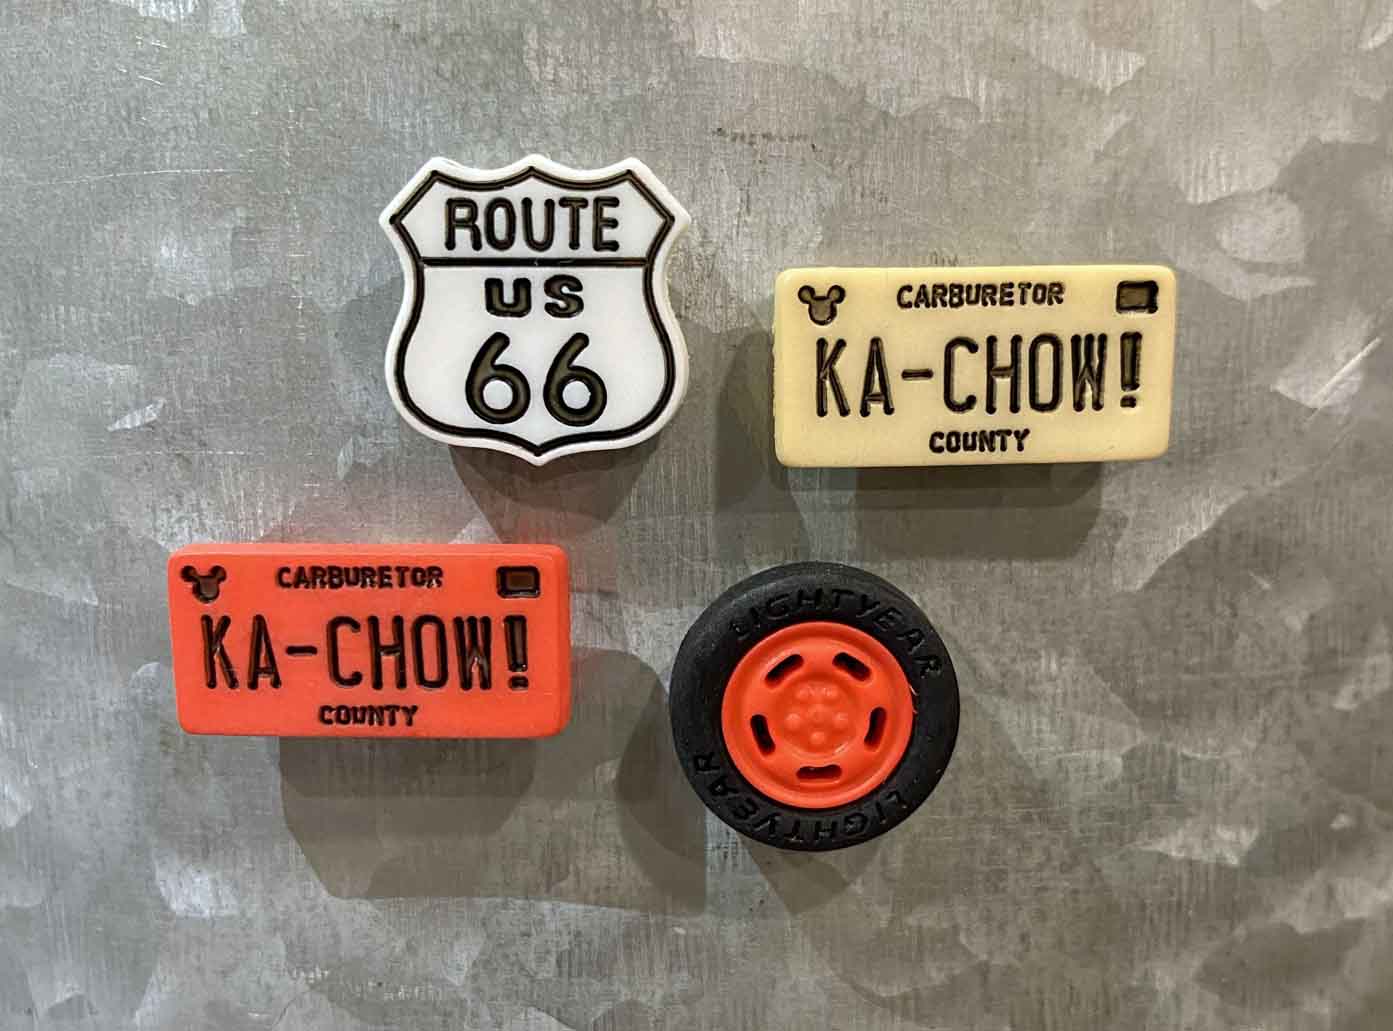 ROUTE
US
66
CARBURETOR
KA-CHOW!
COUNTY
CARBURETOR
KA-CHOW!
COUNTY
LIGHTYEAR
LIGHTYEAR